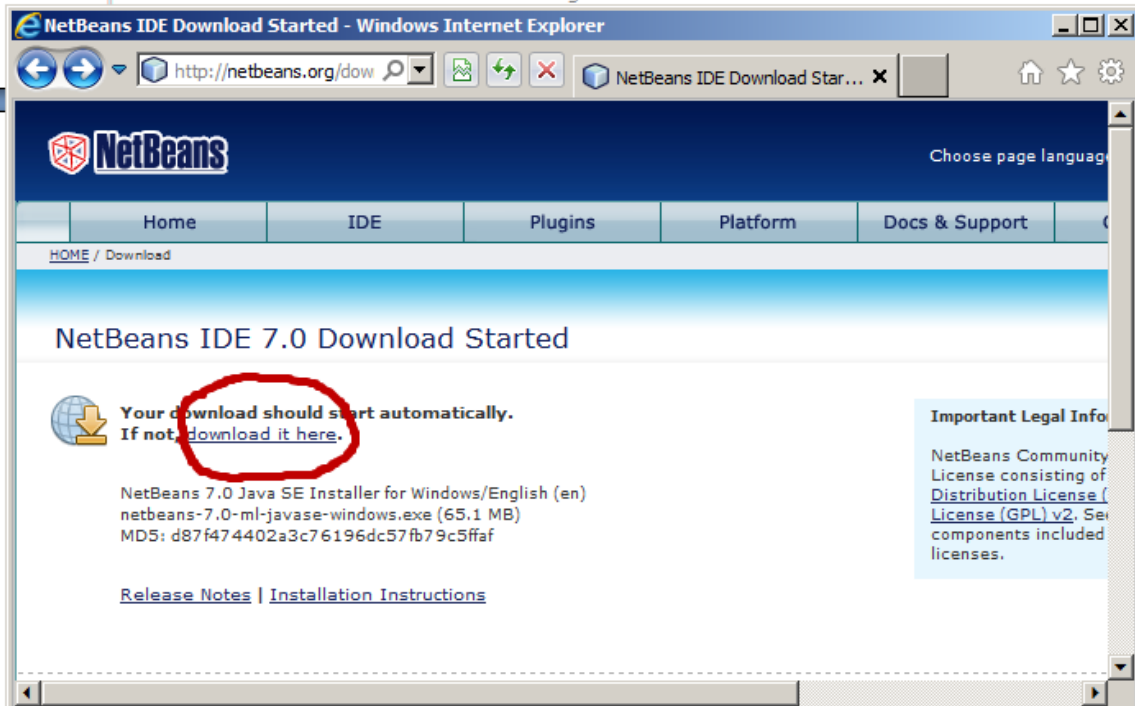 NetBeans IDE Download Started - Windows Internet Explorer
http://netbeans.org/dow
NetBeans IDE Download Star...
NetBeans
Choose page languag
Home IDE Plugins Platform Docs & Support
HOME / Download
NetBeans IDE 7.0 Download Started
Your download should start automatically.
If not, download it here.
NetBeans 7.0 Java SE Installer for Windows/English (en)
netbeans-7.0-ml-javase-windows.exe (65.1 MB)
MD5: d87f474402a3c76196dc57fb79c5ffaf
Release Notes | Installation Instructions
Important Legal Info
NetBeans Community
License consisting of
Distribution License (
License (GPL) v2. See
components included
licenses.